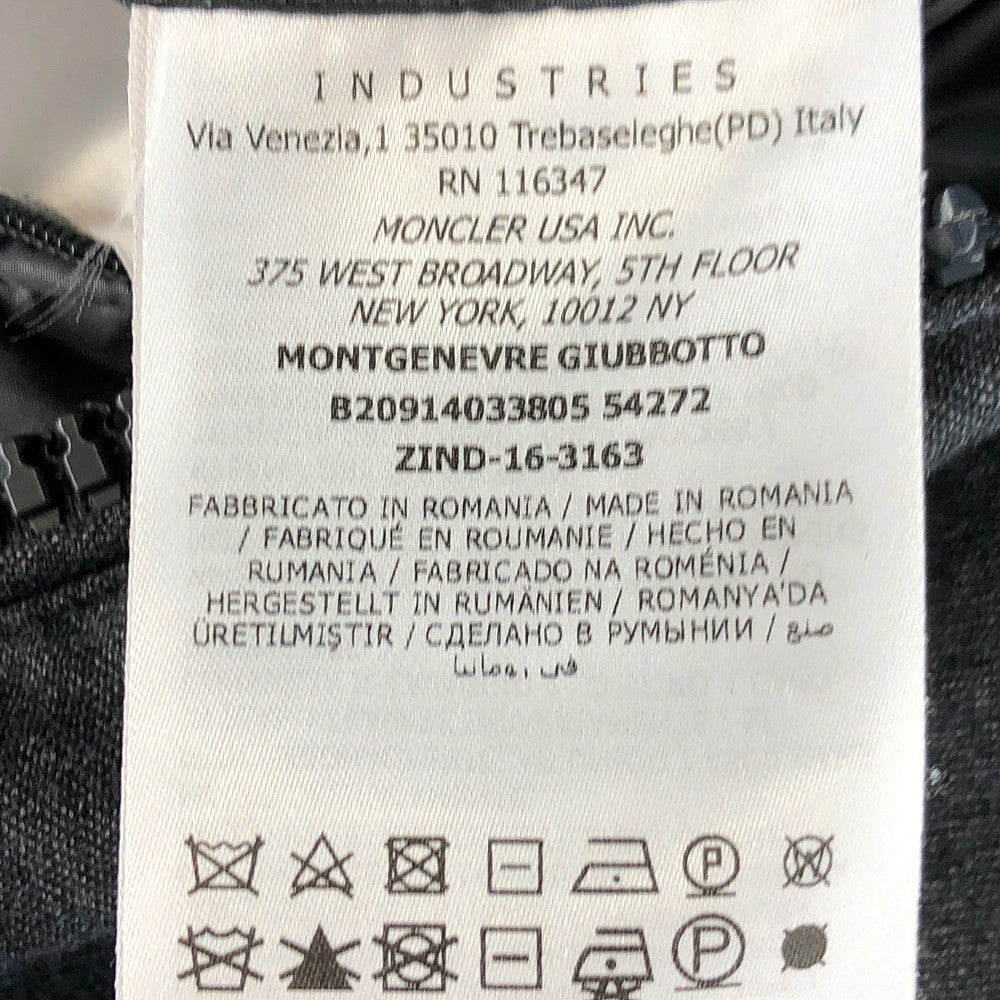 INDUSTRIES
Via Venezia,1 35010 Trebaseleghe(PD) Italy
RN 116347
MONCLER USA INC.
375 WEST BROADWAY, 5TH FLOOR
NEW YORK, 10012 NY
MONTGENEVRE GIUBBOTTO
B20914033805 54272
ZIND-16-3163
FABBRICATO IN ROMANIA / MADE IN ROMANIA
/ FABRIQUÉ EN ROUMANIE / HECHO EN
RUMANIA / FABRICADO NA ROMÉNIA /
HERGESTELLT IN RUMÄNIEN / ROMANYA'DA
ÜRETILMIŞTIR / СДЕЛАНО В РУМЫНИИ / صنع
في رومانيا
P W
P